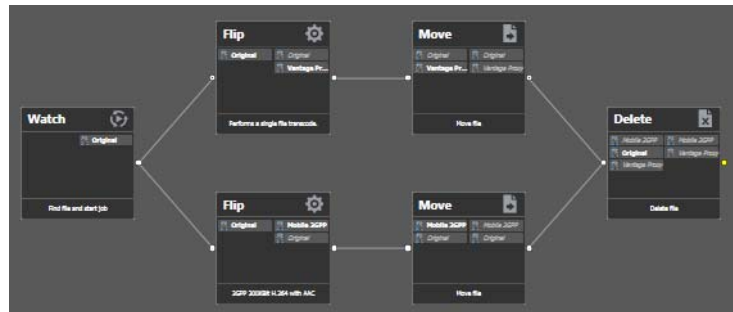 Flip
Original Original
Vantage Pr...
Performs a single file transcode.
Move
Original Original
Vantage Pr... Vantage Proxy
Move file
Watch
Original
Find file and start job
Delete
Mobile 3GPP Mobile 3GPP
Original Vantage Proxy
Vantage Proxy
Delete file
Flip
Original Mobile 3GPP
Original
3GPP 200KBit H.264 with AAC
Move
Mobile 3GPP Mobile 3GPP
Original Original
Move file